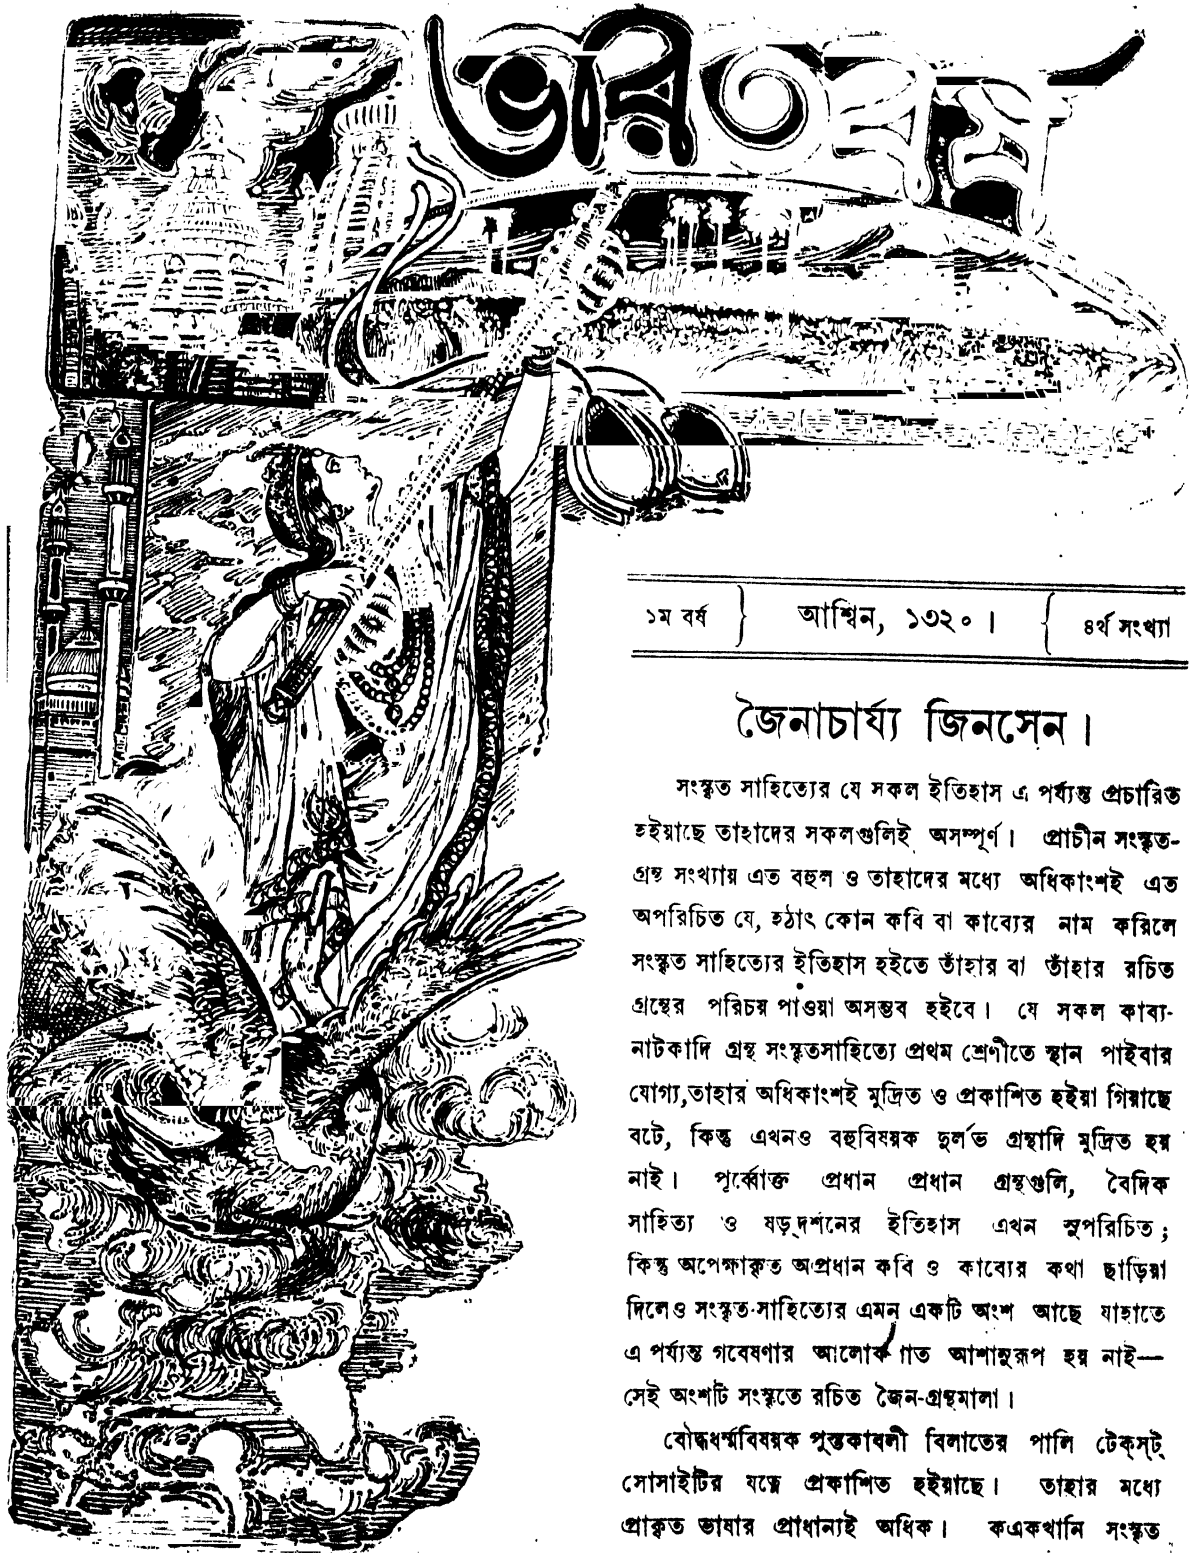 ভারতবর্ষ
১ম বর্ষ } আশ্বিন, ১৩২০ । { ৪র্থ সংখ্যা
জৈনাচার্য্য জিনসেন ।
সংস্কৃত সাহিত্যের যে সকল ইতিহাস এ পর্য্যন্ত প্রচারিত
হইয়াছে তাহাদের সকলগুলিই অসম্পূর্ণ । প্রাচীন সংস্কৃত-
গ্রন্থ সংখ্যায় এত বহুল ও তাহাদের মধ্যে অধিকাংশই এত
অপরিচিত যে, হঠাৎ কোন কবি বা কাব্যের নাম করিলে
সংস্কৃত সাহিত্যের ইতিহাস হইতে তাঁহার বা তাঁহার রচিত
গ্রন্থের পরিচয় পাওয়া অসম্ভব হইবে । যে সকল কাব্য-
নাটকাদি গ্রন্থ সংস্কৃতসাহিত্যে প্রথম শ্রেণীতে স্থান পাইবার
যোগ্য,তাহার অধিকাংশই মুদ্রিত ও প্রকাশিত হইয়া গিয়াছে
বটে, কিন্তু এখনও বহুবিষয়ক দুর্লভ গ্রন্থাদি মুদ্রিত হয়
নাই । পূর্ব্বোক্ত প্রধান প্রধান গ্রন্থগুলি, বৈদিক
সাহিত্য ও ষড়্‌দর্শনের ইতিহাস এখন সুপরিচিত ;
কিন্তু অপেক্ষাকৃত অপ্রধান কবি ও কাব্যের কথা ছাড়িয়া
দিলেও সংস্কৃত-সাহিত্যের এমন একটি অংশ আছে যাহাতে
এ পর্য্যন্ত গবেষণার আশানুরূপ হয় নাই—
সেই অংশটি সংস্কৃতে রচিত জৈন-গ্রন্থমালা ।
বৌদ্ধধর্ম্মবিষয়ক পুস্তকাবলী বিলাতের পালি টেক্‌স্ট্
সোসাইটির যত্নে প্রকাশিত হইয়াছে । তাহার মধ্যে
প্রাকৃত ভাষার প্রাধান্যই অধিক । কএকখানি সংস্কৃত